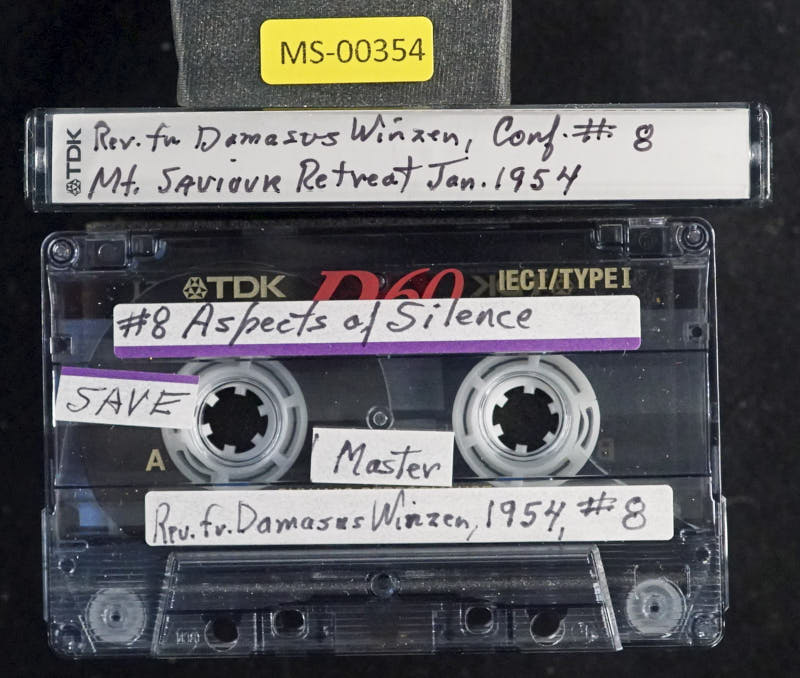 MS-00354
TDK
Rev. fr Damasus Winzen, Conf. # 8
Mt. SAVIOUR Retreat Jan. 1954
TDK D60 IECI/TYPE I
#8 Aspects of Silence
SAVE
A
Master
Rev. fr. Damasus Winzen, 1954, #8